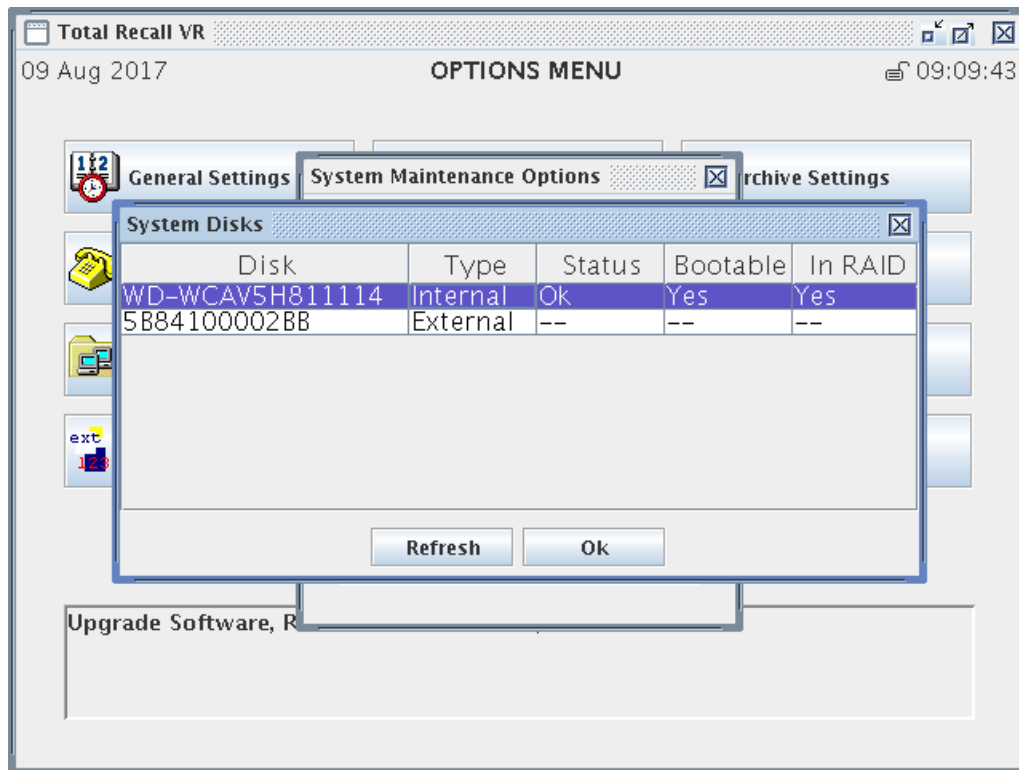 Total Recall VR
09 Aug 2017 OPTIONS MENU 09:09:43
General Settings System Maintenance Options rchive Settings
System Disks
Disk Type Status Bootable In RAID
WD-WCAV5H811114 Internal Ok Yes Yes
5B84100002BB External -- -- --
ext
123
Refresh Ok
Upgrade Software, R